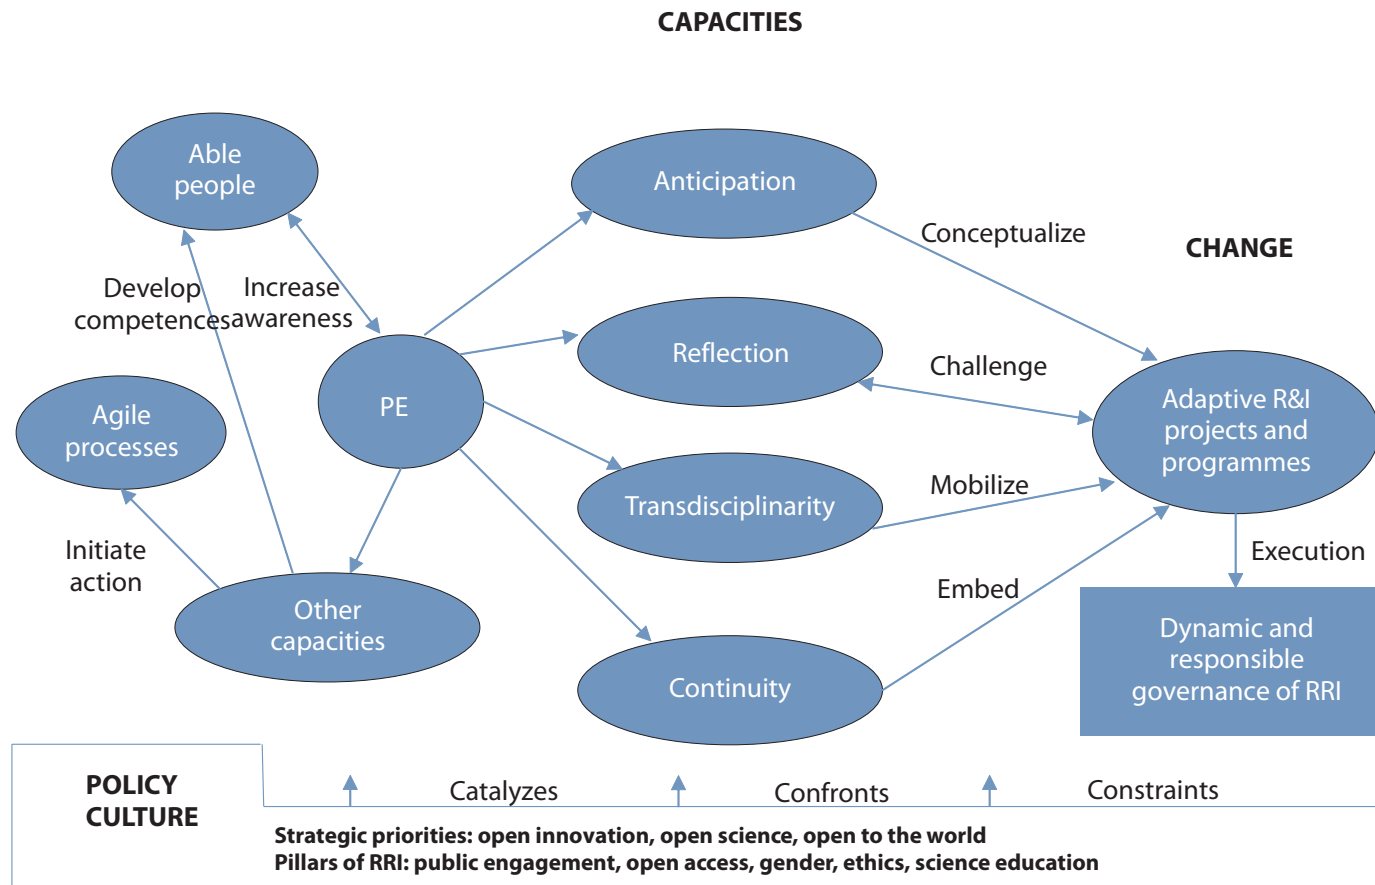 CAPACITIES
Able
people
Anticipation
Conceptualize
CHANGE
Develop
competences
Increase
awareness
Reflection
Challenge
PE
Agile
processes
Adaptive R&I
projects and
programmes
Transdisciplinarity
Mobilize
Initiate
action
Execution
Embed
Other
capacities
Continuity
Dynamic and
responsible
governance of RRI
POLICY
CULTURE
Catalyzes
Confronts
Constraints
Strategic priorities: open innovation, open science, open to the world
Pillars of RRI: public engagement, open access, gender, ethics, science education